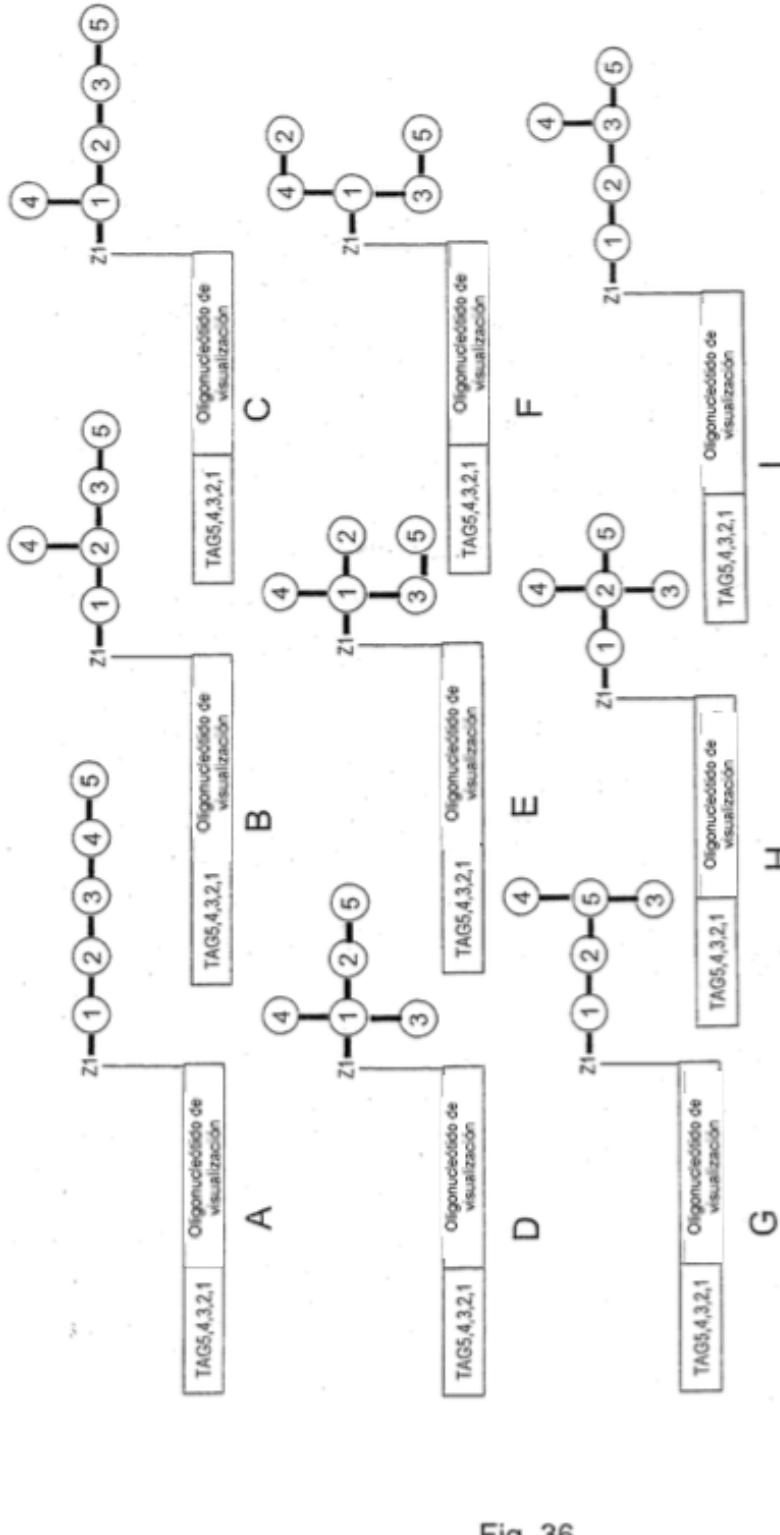 Z1 1 2 3 4 5
TAG5,4,3,2,1
Oligonucleótido de
visualización
A
4
Z1 1 2 3 5
TAG5,4,3,2,1
Oligonucleótido de
visualización
B
4
Z1 1 2 3 5
TAG5,4,3,2,1
Oligonucleótido de
visualización
C
4
Z1 1 2 5
3
TAG5,4,3,2,1
Oligonucleótido de
visualización
D
4
Z1 1 2
3 5
TAG5,4,3,2,1
Oligonucleótido de
visualización
E
4 2
Z1 1
3 5
TAG5,4,3,2,1
Oligonucleótido de
visualización
F
4
Z1 1 2 5
3
TAG5,4,3,2,1
Oligonucleótido de
visualización
G
4
Z1 1 2 5
3
TAG5,4,3,2,1
Oligonucleótido de
visualización
H
4
Z1 1 2 3 5
TAG5,4,3,2,1
Oligonucleótido de
visualización
I
Fig. 36